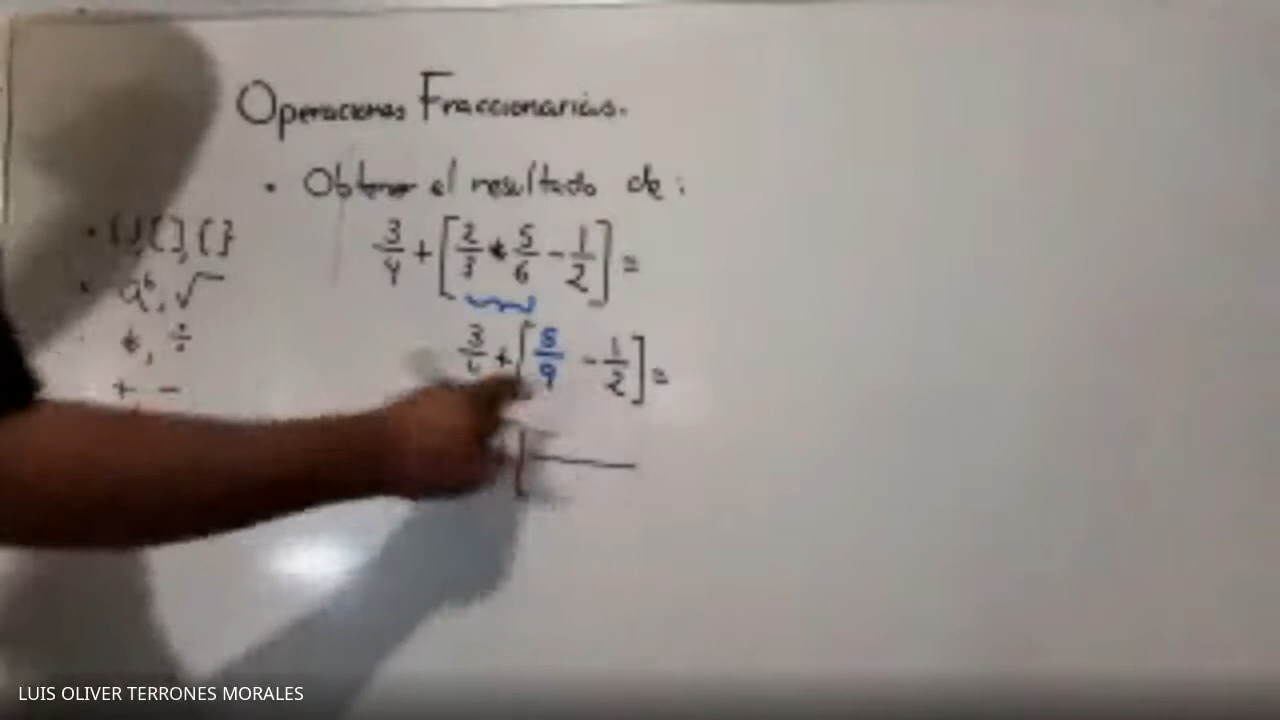 Operaciones Fraccionarias.
• Obtener el resultado de:
• ( ), [ ], { }
• aᵇ, √
*, ÷
+ -
3/4 + [2/3 * 5/6 - 1/2] =
3/4 + [5/9 - 1/2] =
LUIS OLIVER TERRONES MORALES